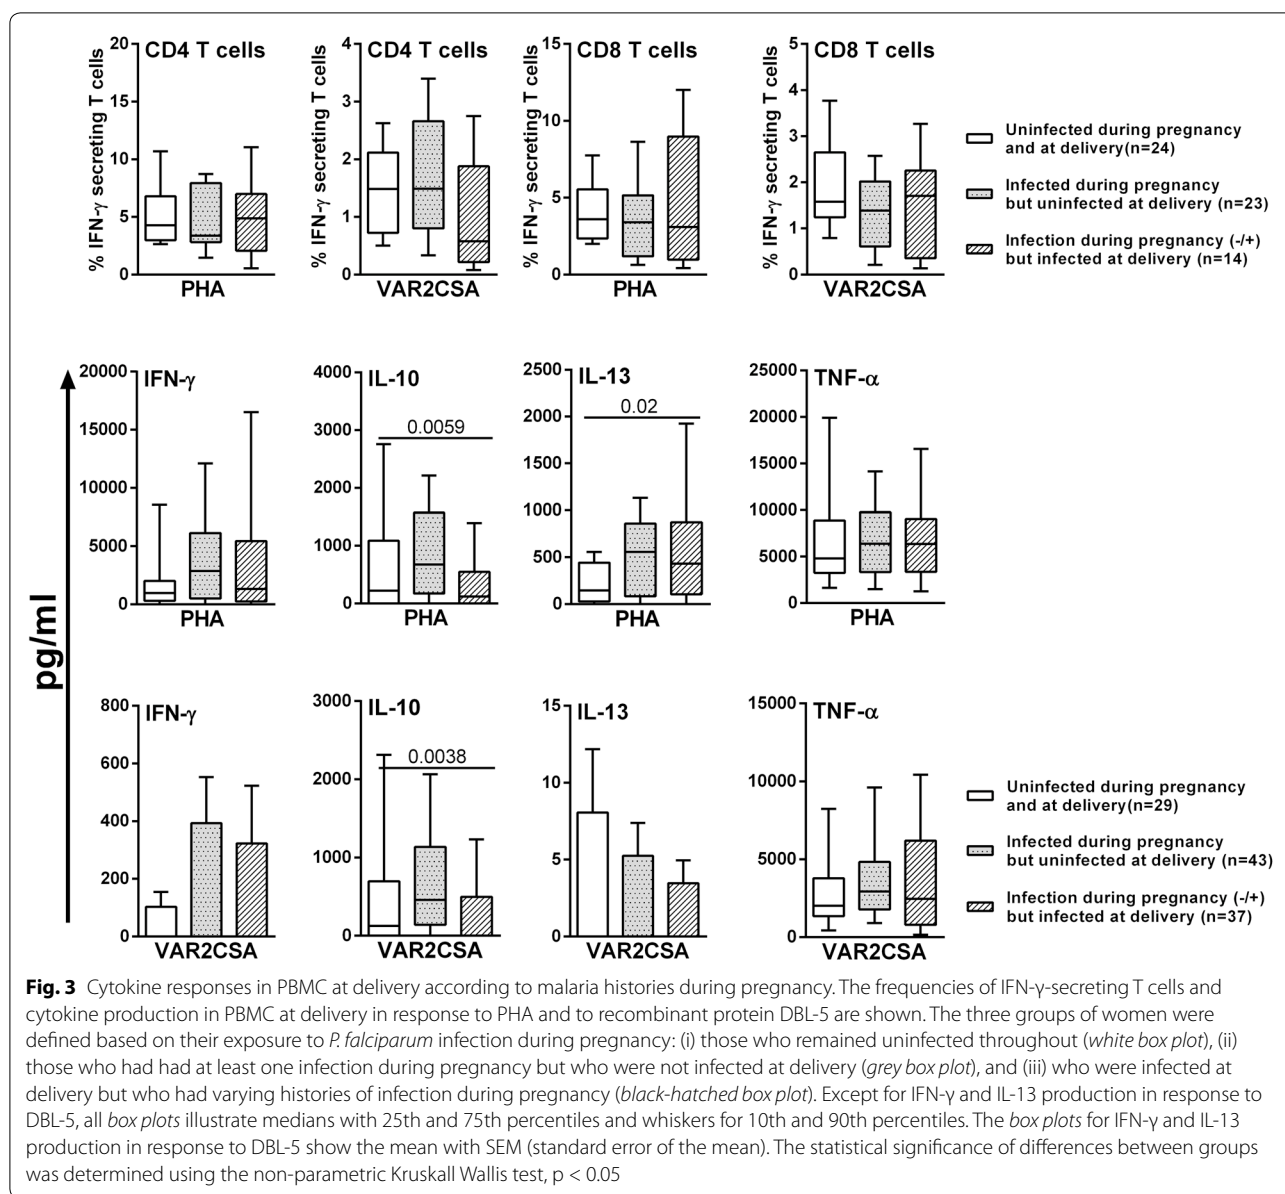 CD4 T cells
% IFN-γ secreting T cells
20
15
10
5
0
PHA
CD4 T cells
% IFN-γ secreting T cells
4
3
2
1
0
VAR2CSA
CD8 T cells
% IFN-γ secreting T cells
15
10
5
0
PHA
CD8 T cells
% IFN-γ secreting T cells
5
4
3
2
1
0
VAR2CSA
Uninfected during pregnancy
and at delivery(n=24)
Infected during pregnancy
but uninfected at delivery (n=23)
Infection during pregnancy (-/+)
but infected at delivery (n=14)
pg/ml
IFN-γ
20000
15000
10000
5000
0
PHA
IL-10
4000
3000
2000
1000
0
0.0059
PHA
IL-13
2500
2000
1500
1000
500
0
0.02
PHA
TNF-α
25000
20000
15000
10000
5000
0
PHA
IFN-γ
800
600
400
200
0
VAR2CSA
IL-10
3000
2000
1000
0
0.0038
VAR2CSA
IL-13
15
10
5
0
VAR2CSA
TNF-α
15000
10000
5000
0
VAR2CSA
Uninfected during pregnancy
and at delivery(n=29)
Infected during pregnancy
but uninfected at delivery (n=43)
Infection during pregnancy (-/+)
but infected at delivery (n=37)
Fig. 3 Cytokine responses in PBMC at delivery according to malaria histories during pregnancy. The frequencies of IFN-γ-secreting T cells and
cytokine production in PBMC at delivery in response to PHA and to recombinant protein DBL-5 are shown. The three groups of women were
defined based on their exposure to P. falciparum infection during pregnancy: (i) those who remained uninfected throughout (white box plot), (ii)
those who had had at least one infection during pregnancy but who were not infected at delivery (grey box plot), and (iii) who were infected at
delivery but who had varying histories of infection during pregnancy (black-hatched box plot). Except for IFN-γ and IL-13 production in response to
DBL-5, all box plots illustrate medians with 25th and 75th percentiles and whiskers for 10th and 90th percentiles. The box plots for IFN-γ and IL-13
production in response to DBL-5 show the mean with SEM (standard error of the mean). The statistical significance of differences between groups
was determined using the non-parametric Kruskall Wallis test, p < 0.05